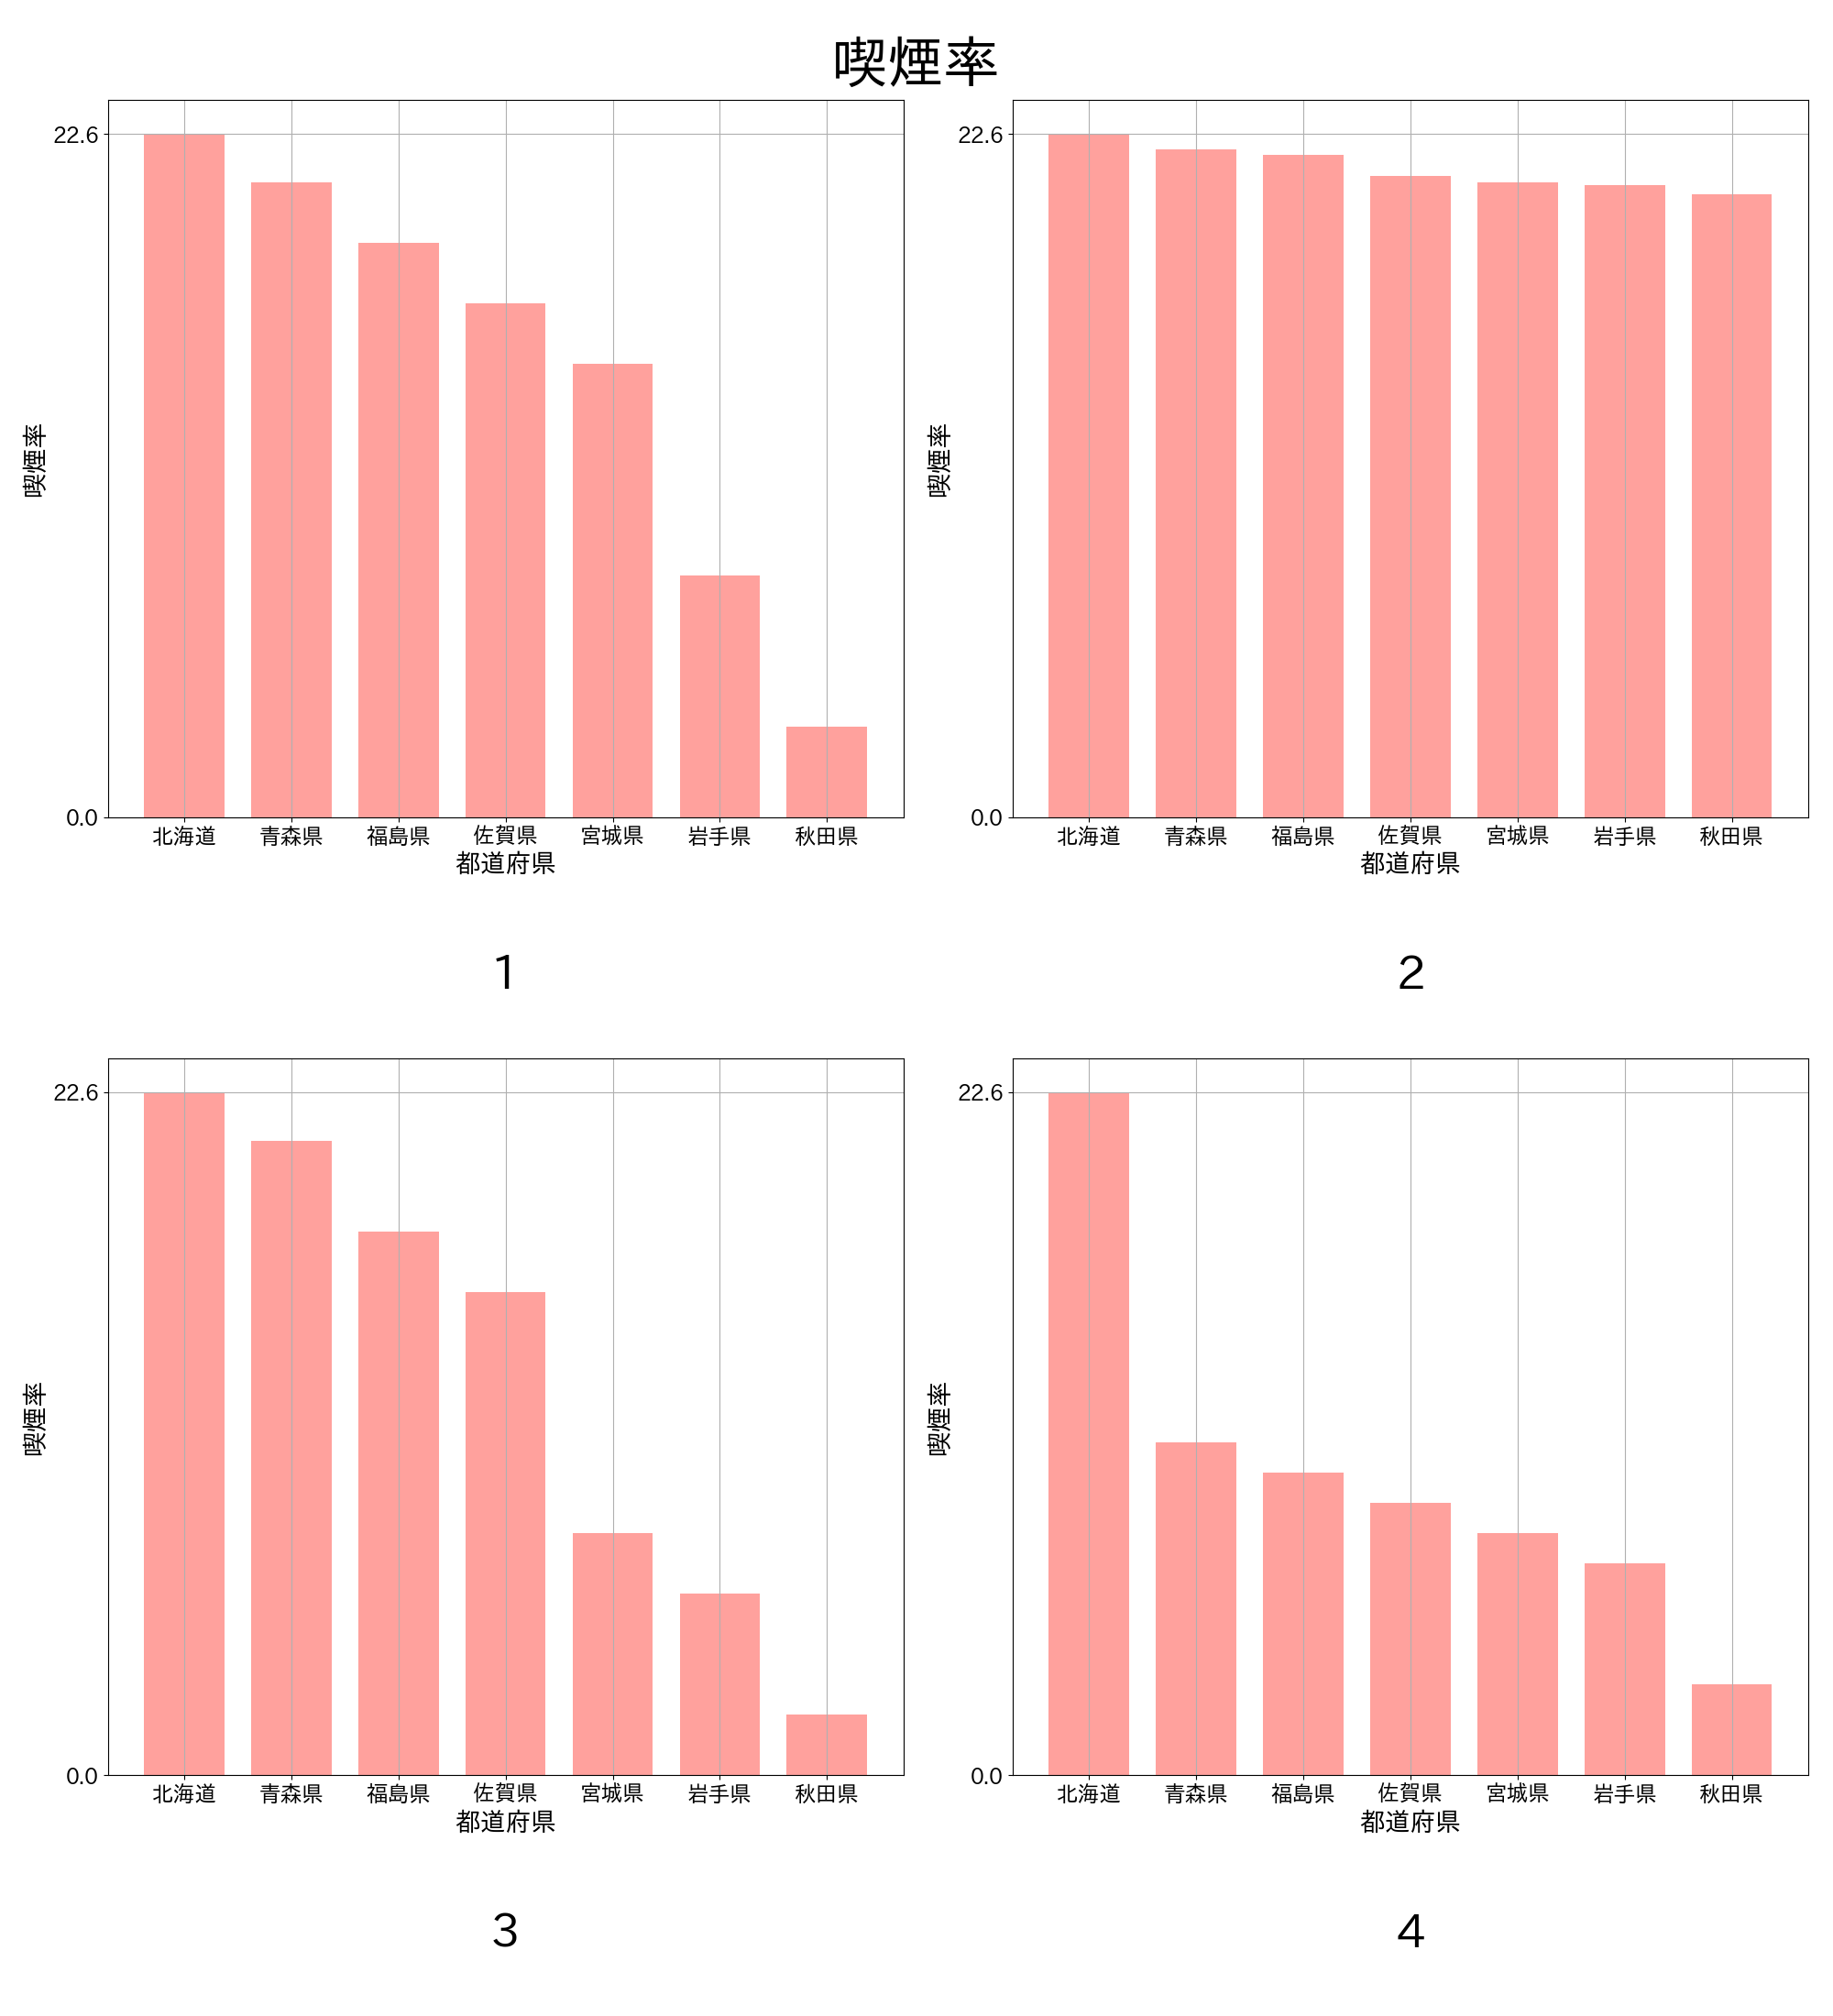 喫煙率
22.6
0.0
喫煙率
北海道 青森県 福島県 佐賀県 宮城県 岩手県 秋田県
都道府県
1
22.6
0.0
喫煙率
北海道 青森県 福島県 佐賀県 宮城県 岩手県 秋田県
都道府県
2
22.6
0.0
喫煙率
北海道 青森県 福島県 佐賀県 宮城県 岩手県 秋田県
都道府県
3
22.6
0.0
喫煙率
北海道 青森県 福島県 佐賀県 宮城県 岩手県 秋田県
都道府県
4